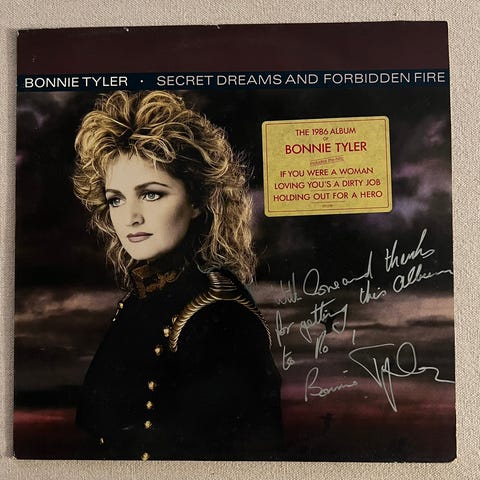 BONNIE TYLER · SECRET DREAMS AND FORBIDDEN FIRE
THE 1986 ALBUM
OF
BONNIE TYLER
includes the hits
IF YOU WERE A WOMAN
LOVING YOU'S A DIRTY JOB
HOLDING OUT FOR A HERO
with Love and thanks
for getting this album
to No
Bonnie Tyler